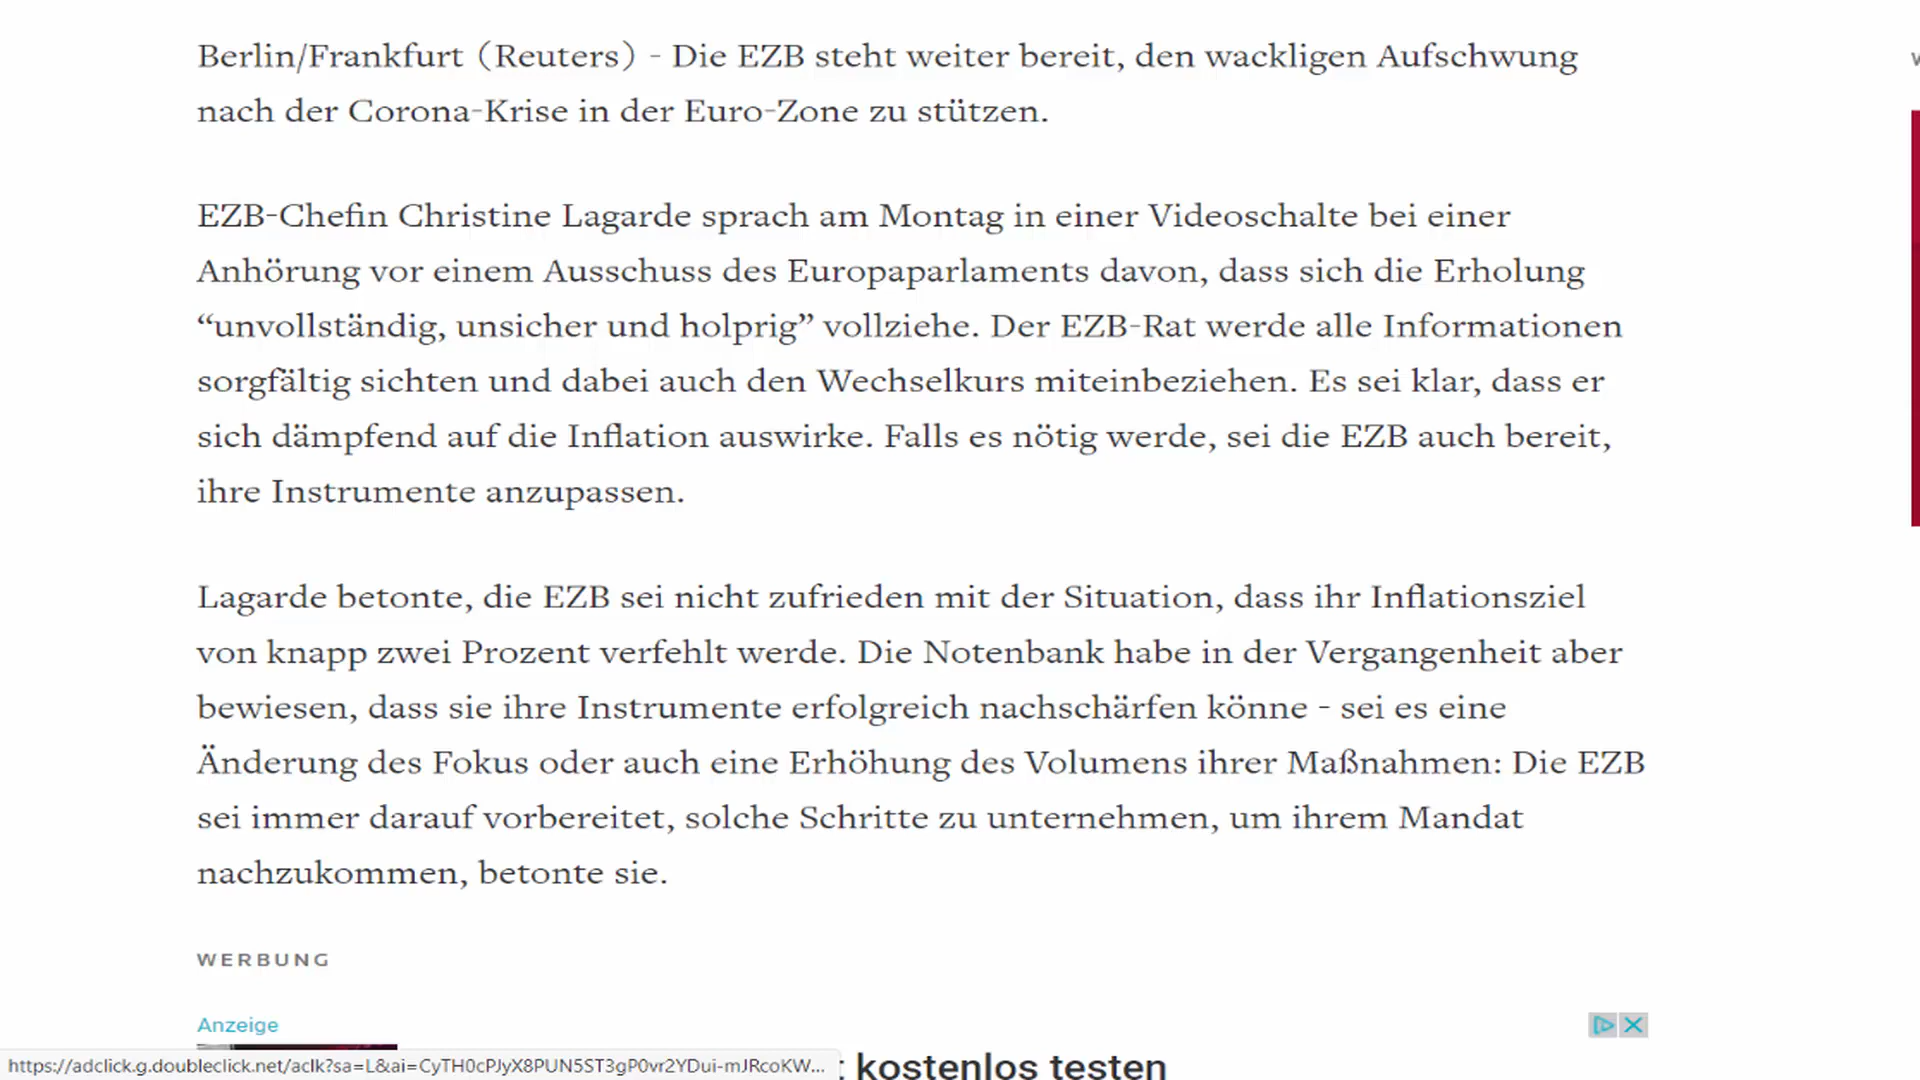 Berlin/Frankfurt (Reuters) - Die EZB steht weiter bereit, den wackligen Aufschwung
nach der Corona-Krise in der Euro-Zone zu stützen.
EZB-Chefin Christine Lagarde sprach am Montag in einer Videoschalte bei einer
Anhörung vor einem Ausschuss des Europaparlaments davon, dass sich die Erholung
“unvollständig, unsicher und holprig” vollziehe. Der EZB-Rat werde alle Informationen
sorgfältig sichten und dabei auch den Wechselkurs miteinbeziehen. Es sei klar, dass er
sich dämpfend auf die Inflation auswirke. Falls es nötig werde, sei die EZB auch bereit,
ihre Instrumente anzupassen.
Lagarde betonte, die EZB sei nicht zufrieden mit der Situation, dass ihr Inflationsziel
von knapp zwei Prozent verfehlt werde. Die Notenbank habe in der Vergangenheit aber
bewiesen, dass sie ihre Instrumente erfolgreich nachschärfen könne - sei es eine
Änderung des Fokus oder auch eine Erhöhung des Volumens ihrer Maßnahmen: Die EZB
sei immer darauf vorbereitet, solche Schritte zu unternehmen, um ihrem Mandat
nachzukommen, betonte sie.
WERBUNG
Anzeige
kostenlos testen
https://adclick.g.doubleclick.net/aclk?sa=L&ai=CyTH0cPJyX8PUN5ST3gP0vr2YDui-mJRcoKW...